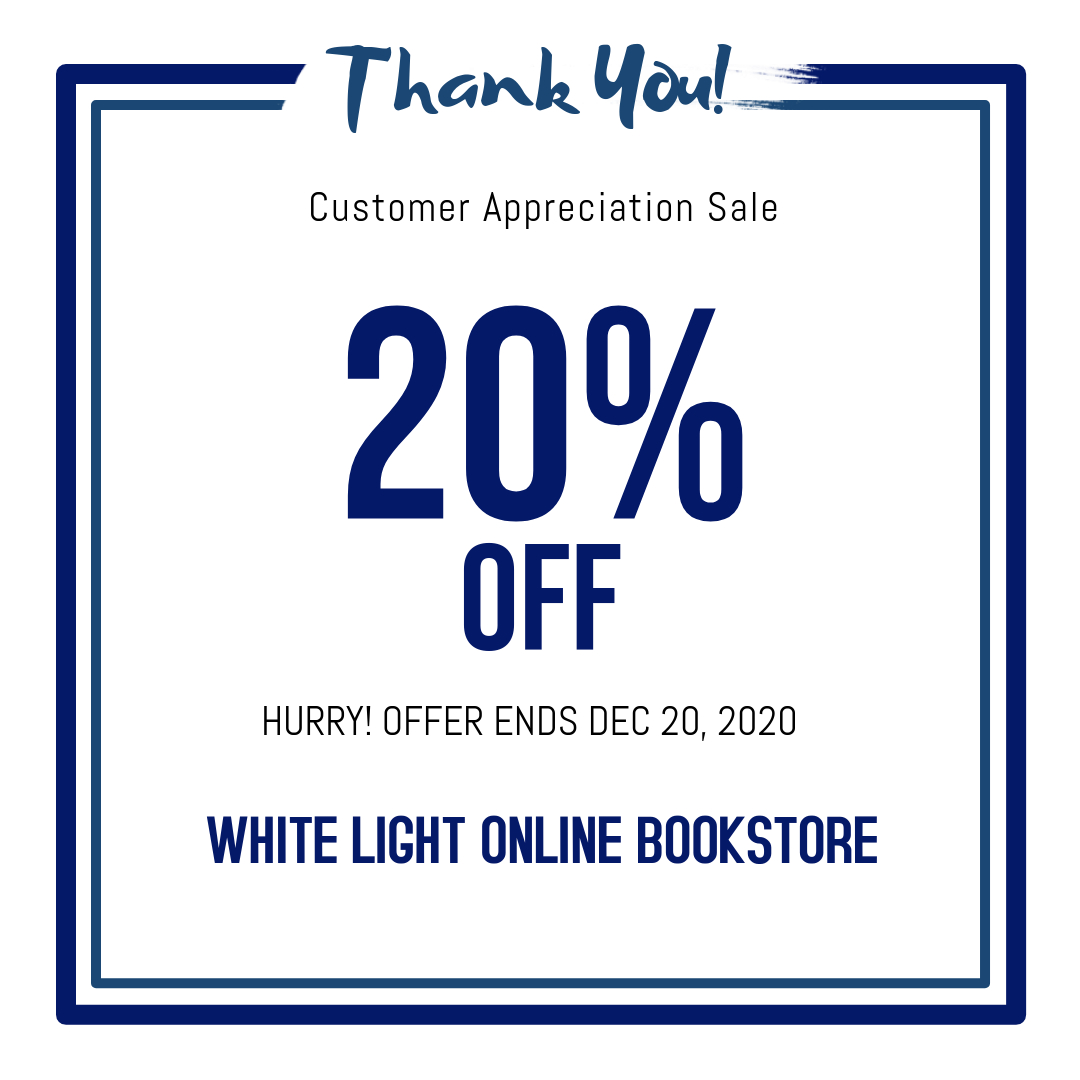 Thank You!
Customer Appreciation Sale
20%
OFF
HURRY! OFFER ENDS DEC 20, 2020
WHITE LIGHT ONLINE BOOKSTORE